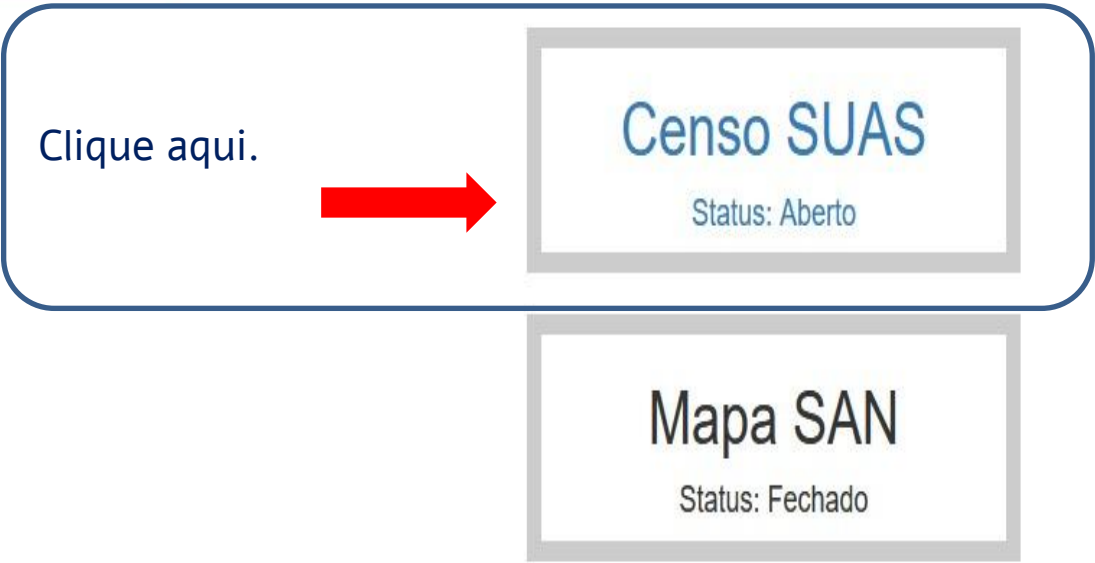 Clique aqui.
Censo SUAS
Status: Aberto
Mapa SAN
Status: Fechado